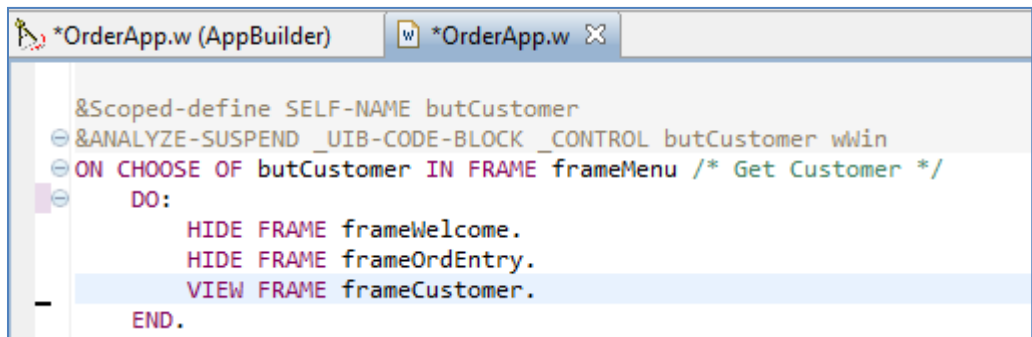 *OrderApp.w (AppBuilder) *OrderApp.w
&Scoped-define SELF-NAME butCustomer
&ANALYZE-SUSPEND _UIB-CODE-BLOCK _CONTROL butCustomer wWin
ON CHOOSE OF butCustomer IN FRAME frameMenu /* Get Customer */
DO:
HIDE FRAME frameWelcome.
HIDE FRAME frameOrdEntry.
VIEW FRAME frameCustomer.
END.